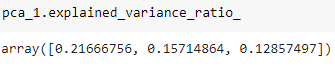 pca_1.explained_variance_ratio_
array([0.21666756, 0.15714864, 0.12857497])